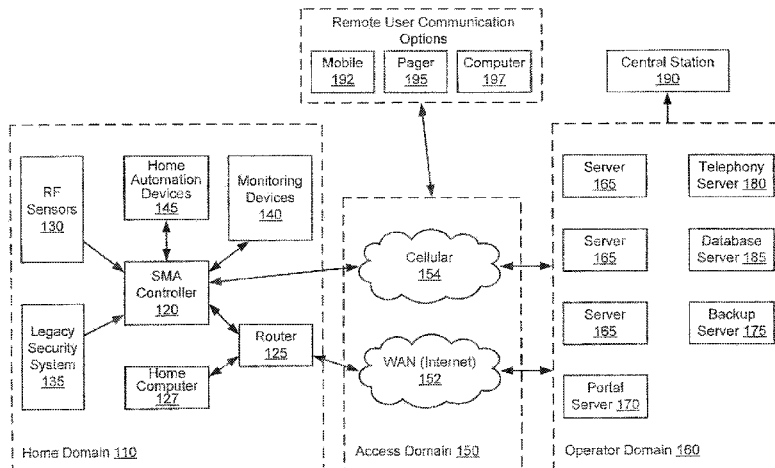 Remote User Communication
Options
Mobile
192
Pager
195
Computer
197
Central Station
190
RF
Sensors
130
Home
Automation
Devices
145
Monitoring
Devices
140
SMA
Controller
120
Legacy
Security
System
135
Router
125
Home
Computer
127
Home Domain 110
Cellular
154
WAN (Internet)
152
Access Domain 150
Server
165
Telephony
Server 180
Server
165
Database
Server 185
Server
165
Backup
Server 175
Portal
Server 170
Operator Domain 160